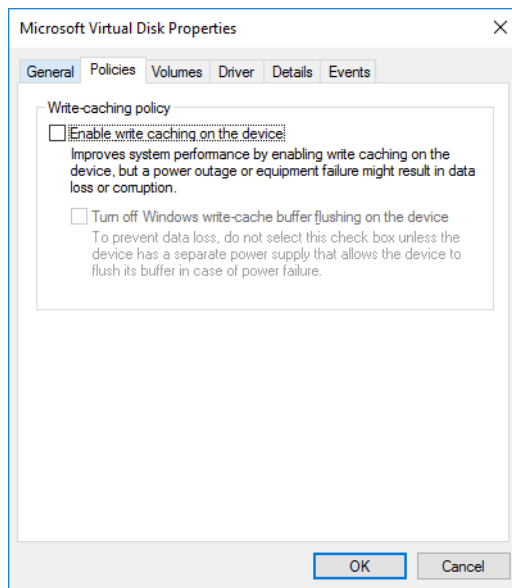 Microsoft Virtual Disk Properties
General Policies Volumes Driver Details Events
Write-caching policy
Enable write caching on the device
Improves system performance by enabling write caching on the
device, but a power outage or equipment failure might result in data
loss or corruption.
Turn off Windows write-cache buffer flushing on the device
To prevent data loss, do not select this check box unless the
device has a separate power supply that allows the device to
flush its buffer in case of power failure.
OK Cancel